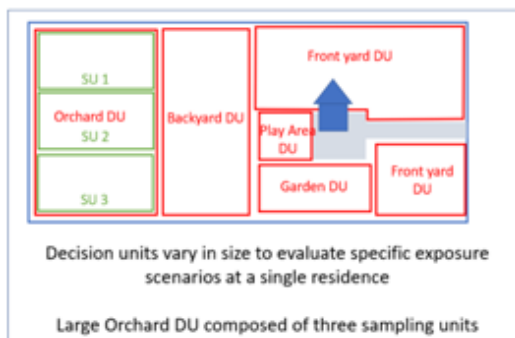 SU 1
Orchard DU
SU 2
SU 3
Backyard DU
Front yard DU
Play Area
DU
Garden DU
Front yard
DU
Decision units vary in size to evaluate specific exposure
scenarios at a single residence
Large Orchard DU composed of three sampling units